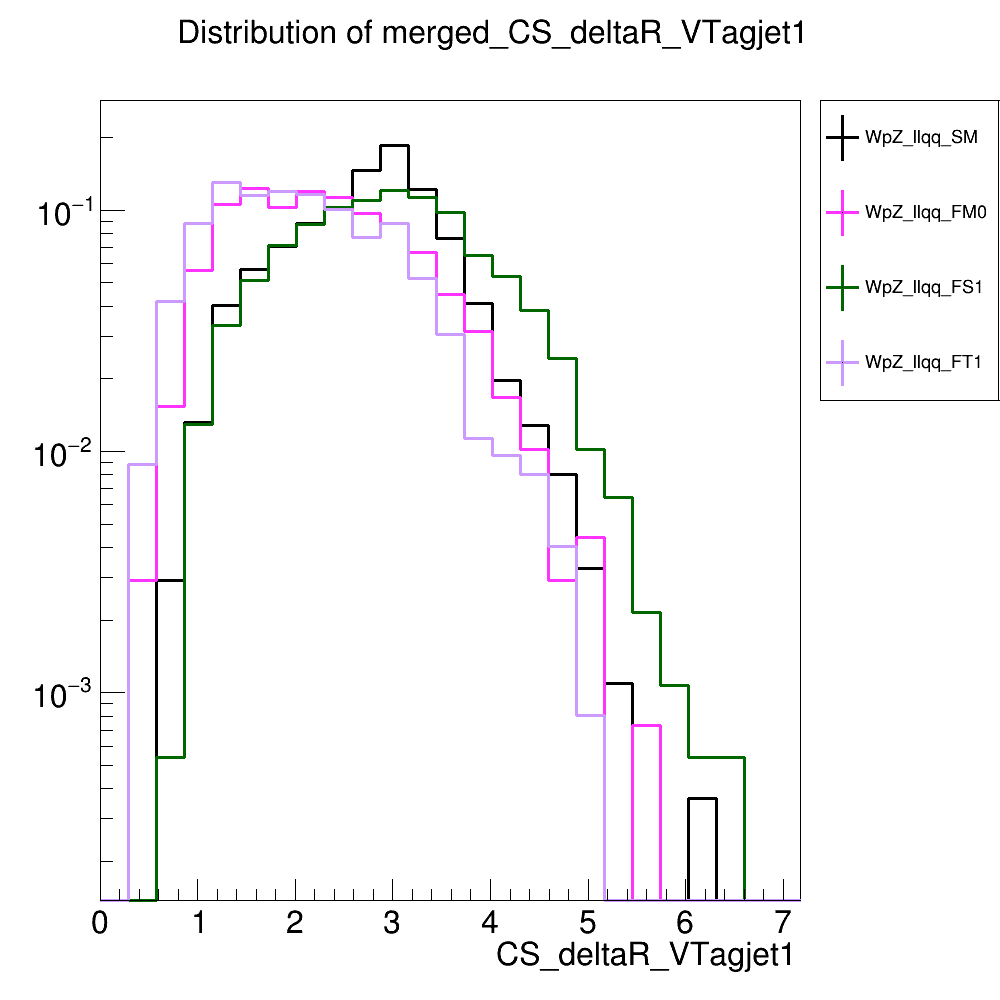 Distribution of merged_CS_deltaR_VTagjet1
WpZ_llqq_SM
WpZ_llqq_FM0
WpZ_llqq_FS1
WpZ_llqq_FT1
10⁻¹
10⁻²
10⁻³
0 1 2 3 4 5 6 7
CS_deltaR_VTagjet1